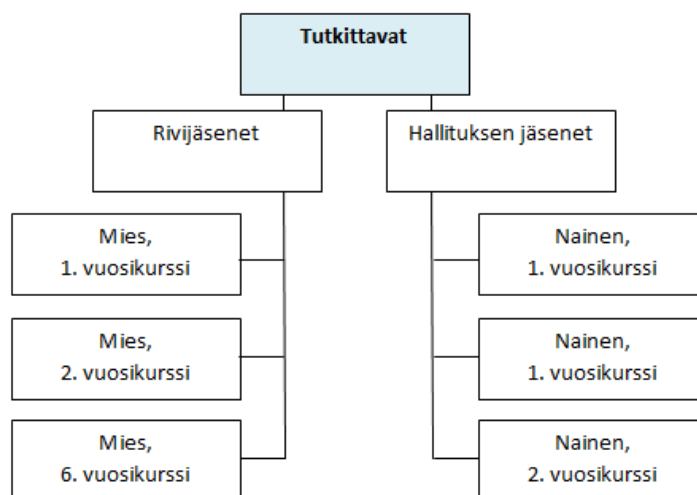 Tutkittavat
Rivijäsenet
Hallituksen jäsenet
Mies,
1. vuosikurssi
Nainen,
1. vuosikurssi
Mies,
2. vuosikurssi
Nainen,
1. vuosikurssi
Mies,
6. vuosikurssi
Nainen,
2. vuosikurssi